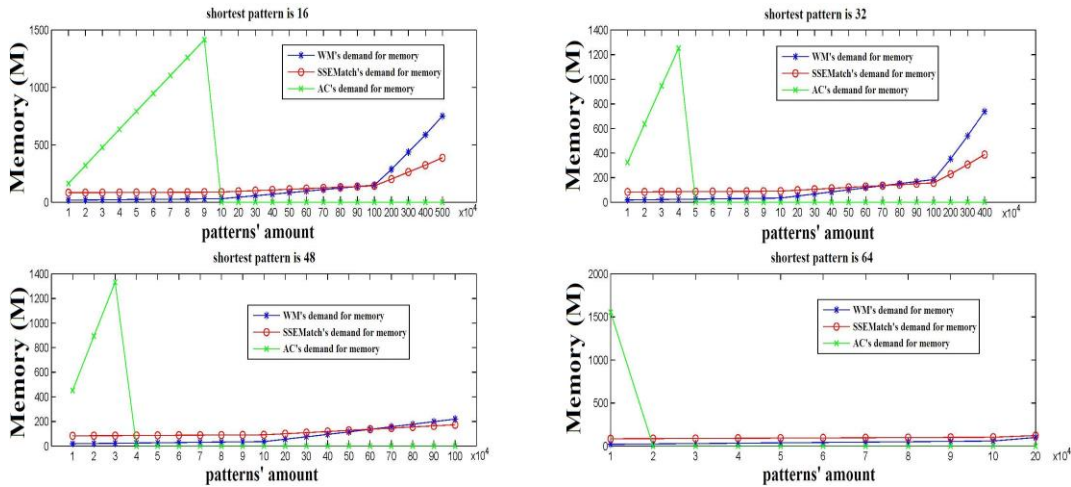 shortest pattern is 16
Memory (M)
1500
1000
500
0
WM's demand for memory
SSEMatch's demand for memory
AC's demand for memory
1 2 3 4 5 6 7 8 9 10 20 30 40 50 60 70 80 90 100 200 300 400 500 x10⁴
patterns' amount
shortest pattern is 32
Memory (M)
1400
1200
1000
800
600
400
200
0
WM's demand for memory
SSEMatch's demand for memory
AC's demand for memory
1 2 3 4 5 6 7 8 9 10 20 30 40 50 60 70 80 90 100 200 300 400 x10⁴
patterns' amount
shortest pattern is 48
Memory (M)
1400
1200
1000
800
600
400
200
0
WM's demand for memory
SSEMatch's demand for memory
AC's demand for memory
1 2 3 4 5 6 7 8 9 10 20 30 40 50 60 70 80 90 100 x10⁴
patterns' amount
shortest pattern is 64
Memory (M)
2000
1500
1000
500
0
WM's demand for memory
SSEMatch's demand for memory
AC's demand for memory
1 2 3 4 5 6 7 8 9 10 20 x10⁴
patterns' amount